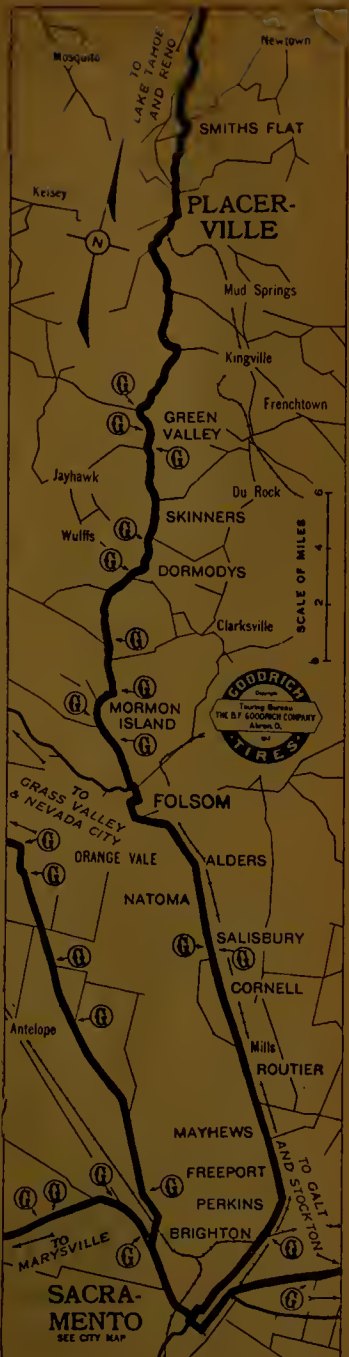 Newtown
Mosquito
TO
LAKE TAHOE
AND RENO
SMITHS FLAT
Kelsey
PLACER-
VILLE
N
Mud Springs
Kingville
G
Frenchtown
G
GREEN
VALLEY
G
Jayhawk
Du Rock
6
SKINNERS
Wulffs
G
4
G
DORMODYS
SCALE OF MILES
2
Clarksville
G
0
GOODRICH
Copyright
Touring Bureau
THE B.F. GOODRICH COMPANY
Akron, O.
TIRES
G
G
MORMON
ISLAND
G
TO
GRASS VALLEY
& NEVADA CITY
FOLSOM
G
ORANGE VALE
ALDERS
G
NATOMA
SALISBURY
G
G
G
CORNELL
G
Antelope
Mills
ROUTIER
MAYHEWS
TO GALT
AND STOCKTON
FREEPORT
G
G
G
G
PERKINS
TO
MARYSVILLE
G
BRIGHTON
G
SACRA-
MENTO
SEE CITY MAP
G